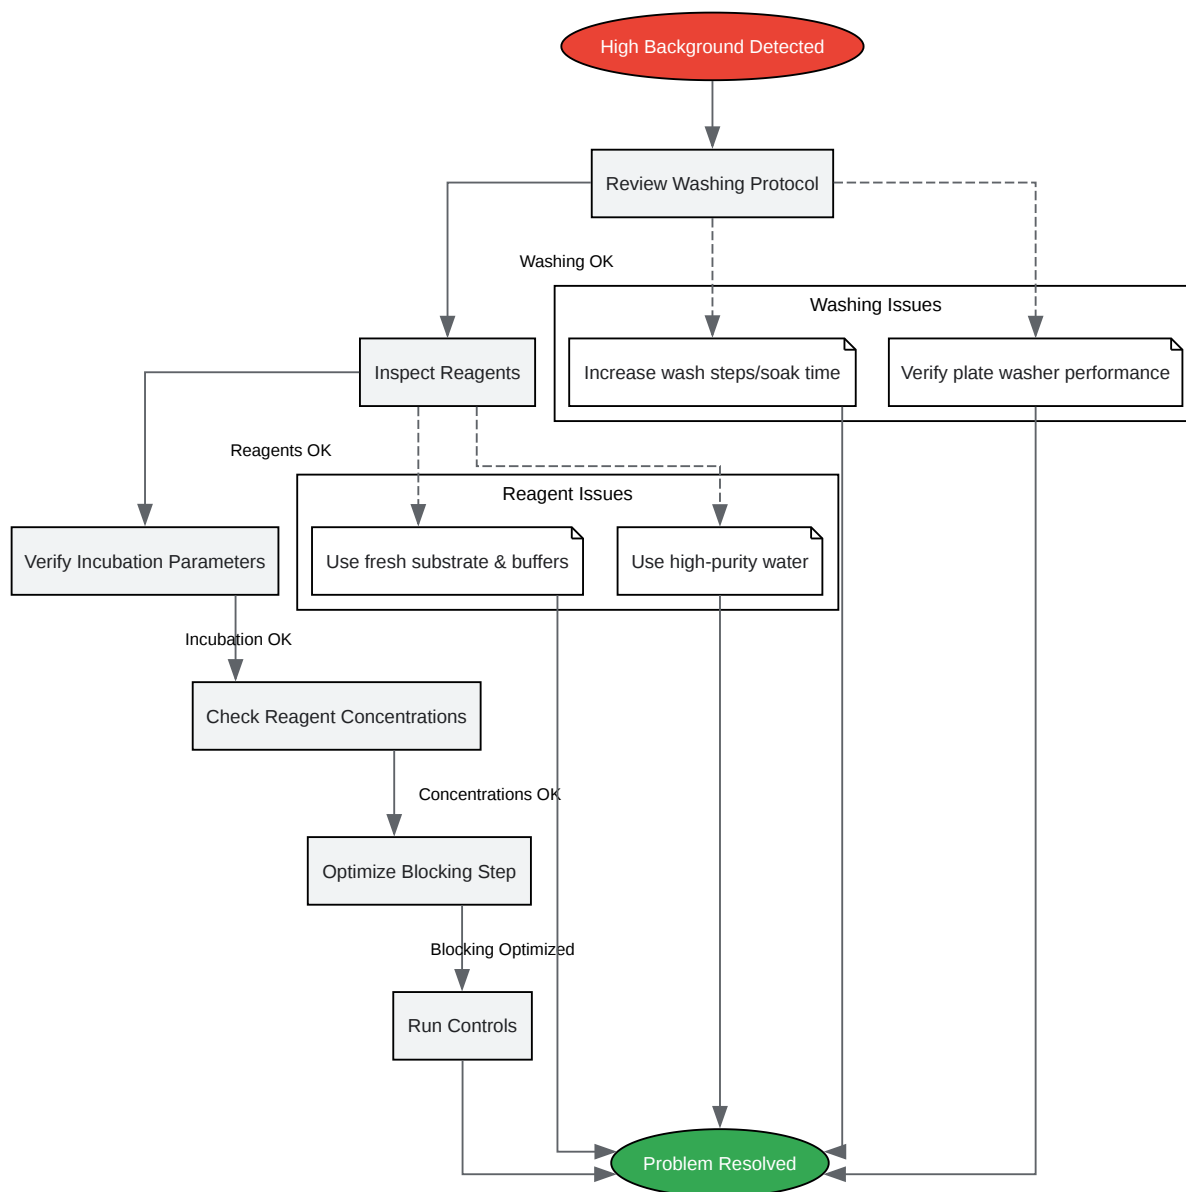 High Background Detected
Review Washing Protocol
Washing OK
Washing Issues
Inspect Reagents
Increase wash steps/soak time
Verify plate washer performance
Reagents OK
Reagent Issues
Verify Incubation Parameters
Use fresh substrate & buffers
Use high-purity water
Incubation OK
Check Reagent Concentrations
Concentrations OK
Optimize Blocking Step
Blocking Optimized
Run Controls
Problem Resolved